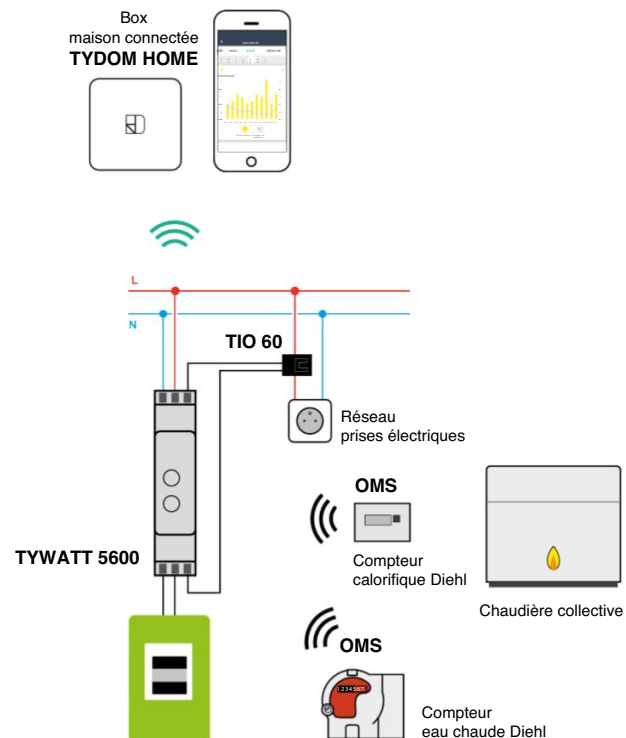 Box
maison connectée
TYDOM HOME
L
N
TIO 60
Réseau
prises électriques
OMS
TYWATT 5600
Compteur
calorifique Diehl
Chaudière collective
OMS
1234567
Compteur
eau chaude Diehl